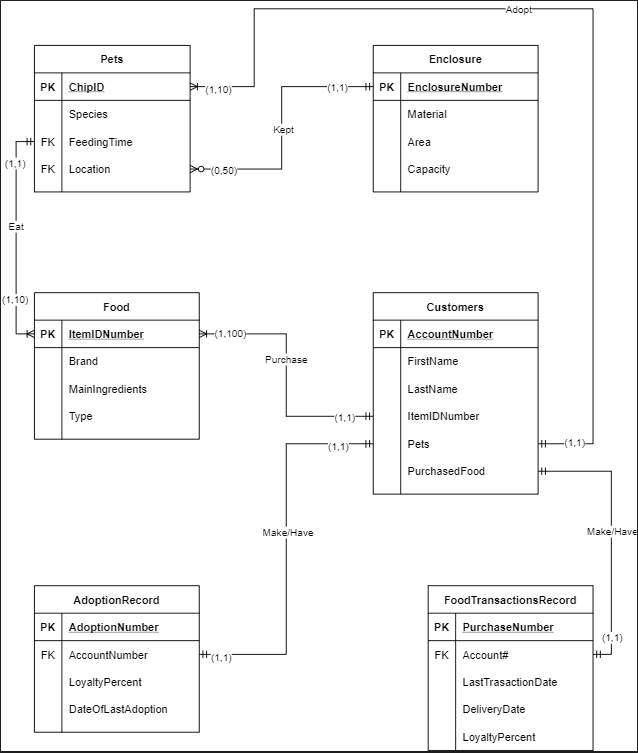 Adopt
Pets
PK ChipID
Species
FK FeedingTime
FK Location
(1,10)
Enclosure
PK EnclosureNumber
Material
Area
Capacity
(1,1)
Kept
(0,50)
(1,1)
Eat
(1,10)
Food
PK ItemIDNumber
Brand
MainIngredients
Type
(1,100)
Purchase
(1,1)
Customers
PK AccountNumber
FirstName
LastName
ItemIDNumber
Pets
PurchasedFood
(1,1)
(1,1)
Make/Have
Make/Have
AdoptionRecord
PK AdoptionNumber
FK AccountNumber
LoyaltyPercent
DateOfLastAdoption
(1,1)
FoodTransactionsRecord
PK PurchaseNumber
FK Account#
LastTrasactionDate
DeliveryDate
LoyaltyPercent
(1,1)